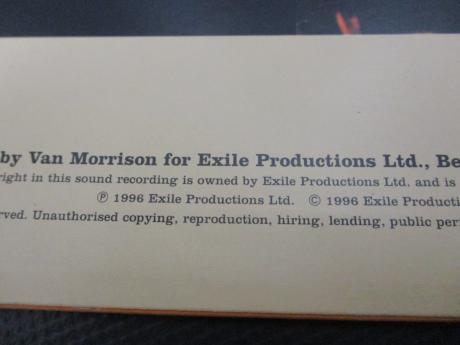 by Van Morrison for Exile Productions Ltd., Be
right in this sound recording is owned by Exile Productions Ltd. and is
℗ 1996 Exile Productions Ltd. © 1996 Exile Producti
rved. Unauthorised copying, reproduction, hiring, lending, public per